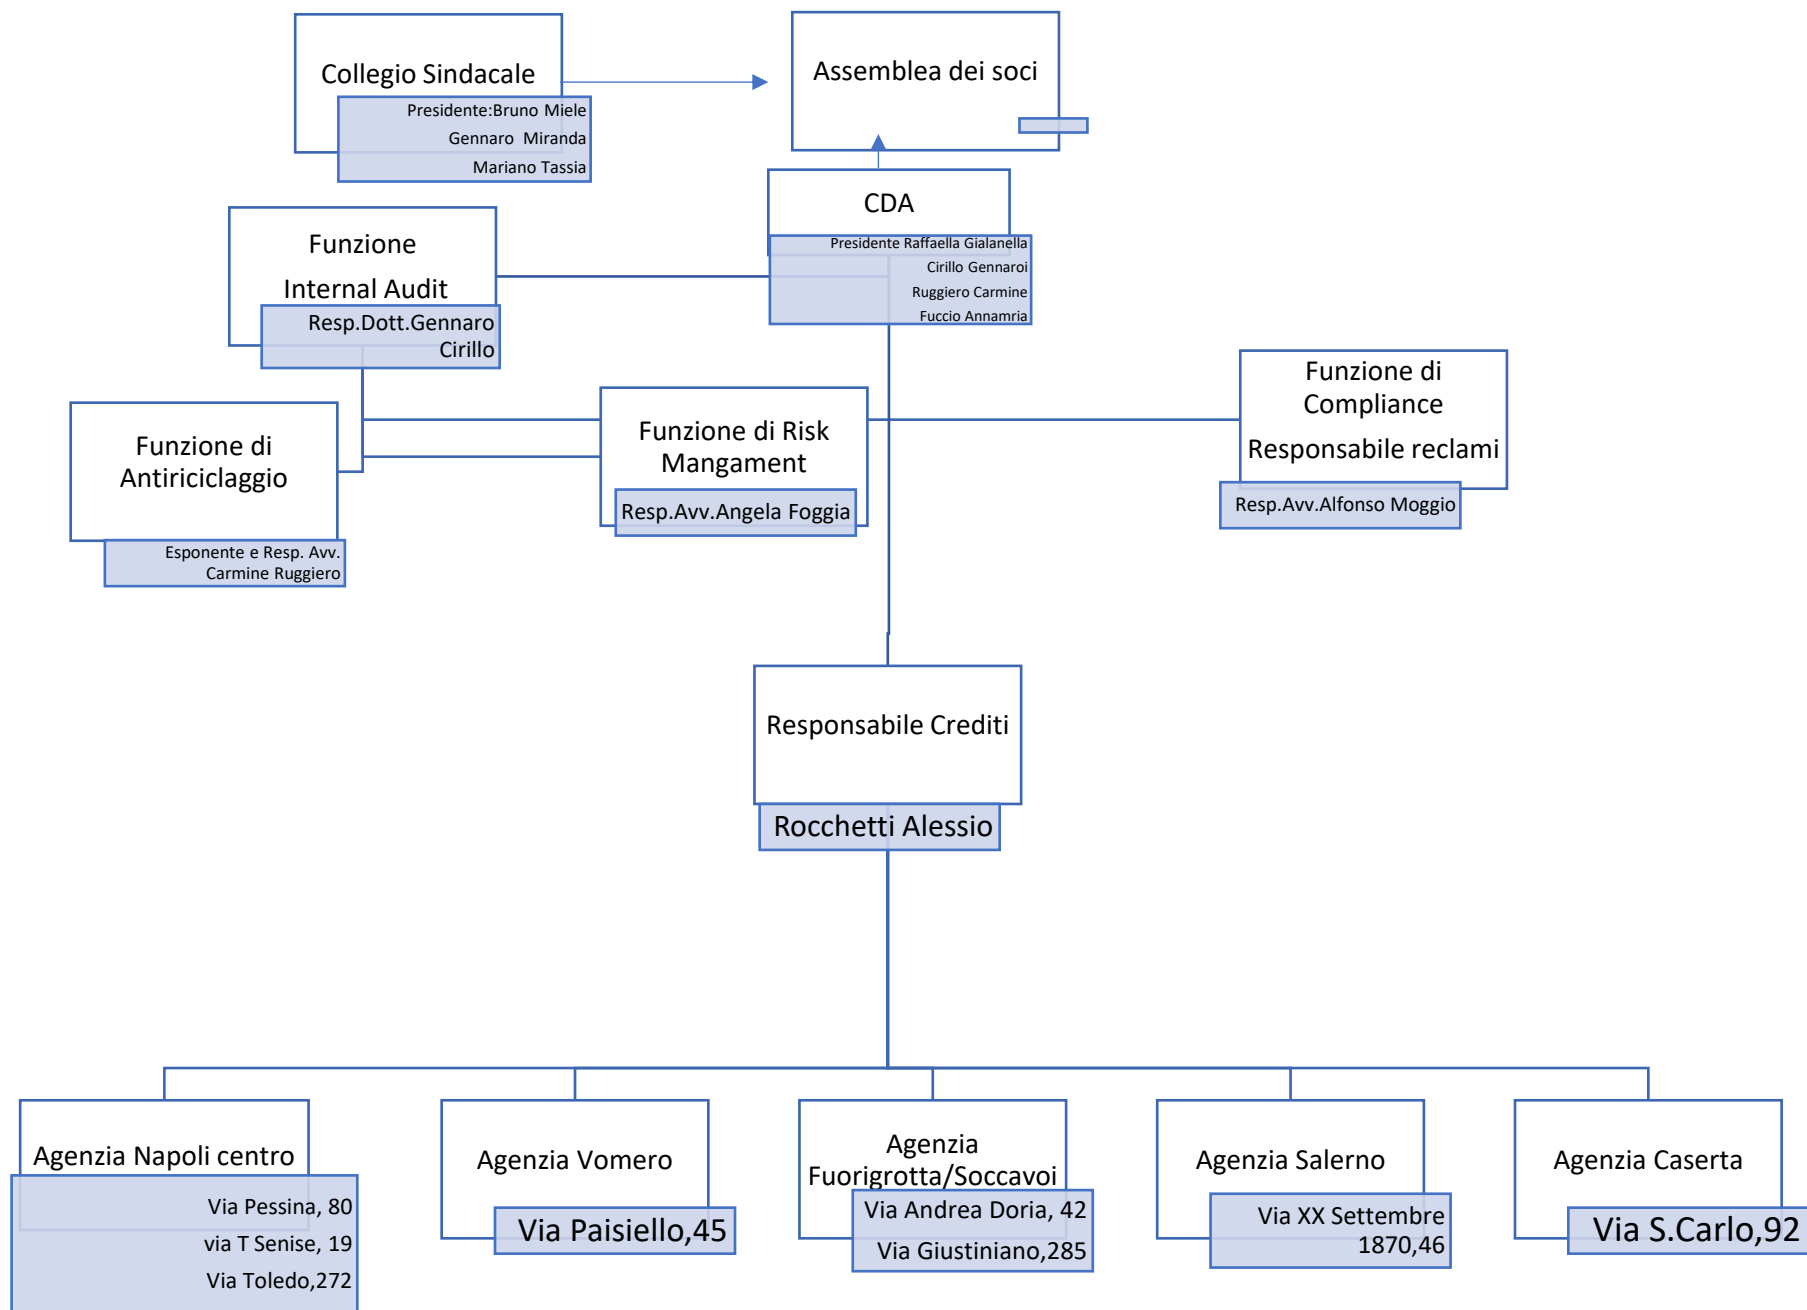 Collegio Sindacale
Presidente:Bruno Miele
Gennaro  Miranda
Mariano Tassia
Assemblea dei soci
CDA
Presidente Raffaella Gialanella
Cirillo Gennaroi
Ruggiero Carmine
Fuccio Annamria
Funzione
Internal Audit
Resp.Dott.Gennaro
Cirillo
Funzione di
Antiriciclaggio
Esponente e Resp. Avv.
Carmine Ruggiero
Funzione di Risk
Mangament
Resp.Avv.Angela Foggia
Funzione di
Compliance
Responsabile reclami
Resp.Avv.Alfonso Moggio
Responsabile Crediti
Rocchetti Alessio
Agenzia Napoli centro
Via Pessina, 80
via T Senise, 19
Via Toledo,272
Agenzia Vomero
Via Paisiello,45
Agenzia
Fuorigrotta/Soccavoi
Via Andrea Doria, 42
Via Giustiniano,285
Agenzia Salerno
Via XX Settembre
1870,46
Agenzia Caserta
Via S.Carlo,92